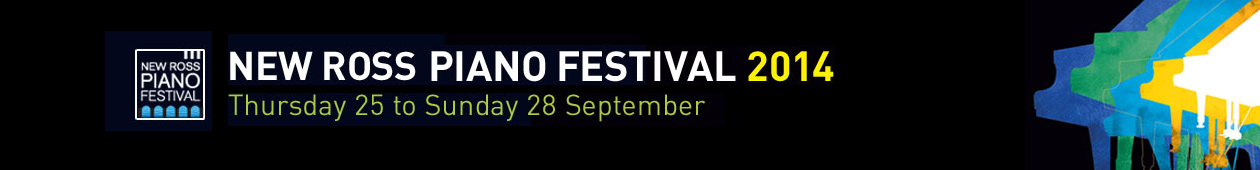 NEW ROSS
PIANO
FESTIVAL
NEW ROSS PIANO FESTIVAL 2014
Thursday 25 to Sunday 28 September